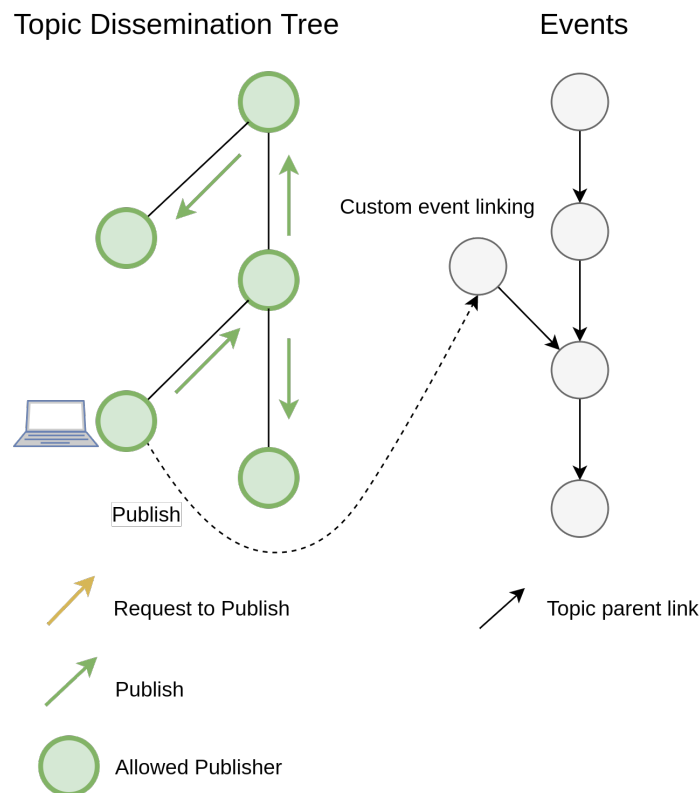 Topic Dissemination Tree
Events
Custom event linking
Publish
Request to Publish
Topic parent link
Publish
Allowed Publisher